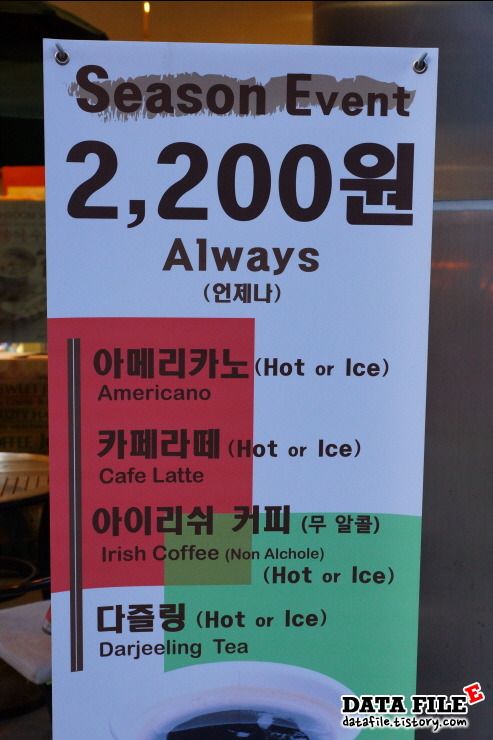 Season Event
2,200원
Always
(언제나)
아메리카노 (Hot or Ice)
Americano
카페라떼 (Hot or Ice)
Cafe Latte
아이리쉬 커피 (무 알콜)
Irish Coffee (Non Alchole)
(Hot or Ice)
다즐링 (Hot or Ice)
Darjeeling Tea
DATA FILE E
datafile.tistory.com